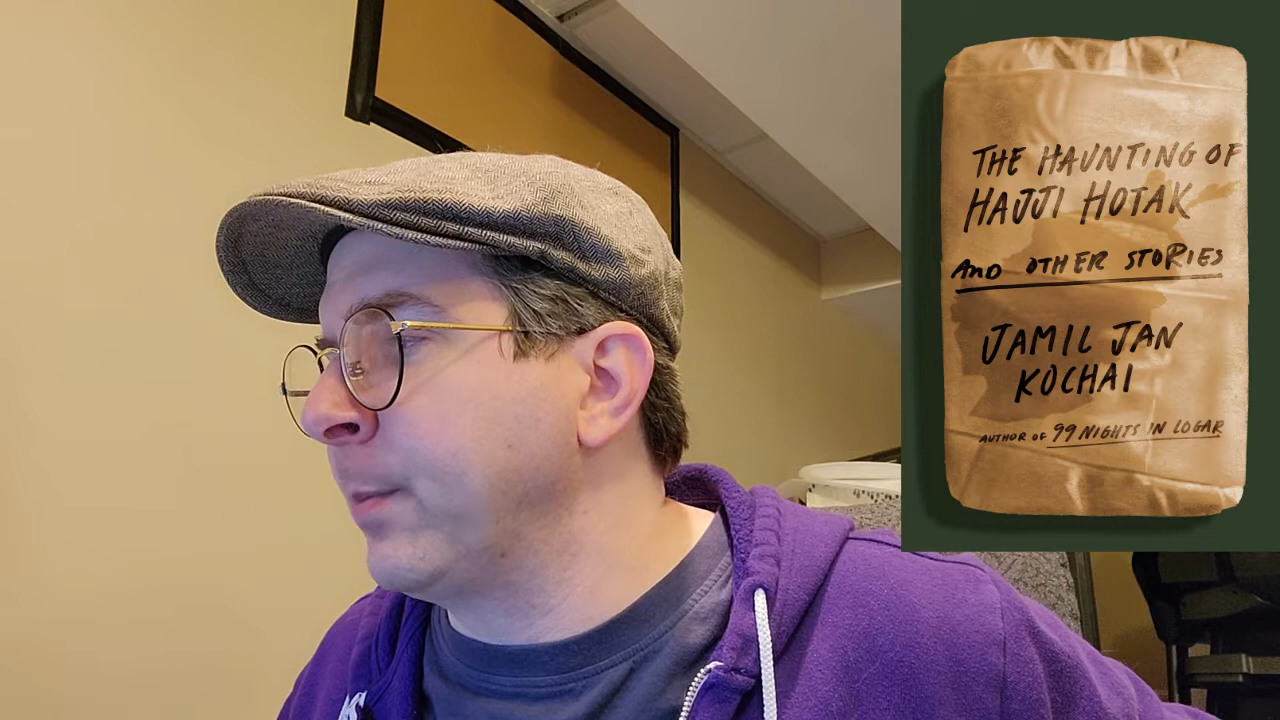 THE HAUNTING OF
HAJJI HOTAK
AND OTHER STORIES
JAMIL JAN
KOCHAI
AUTHOR OF 99 NIGHTS IN LOGAR